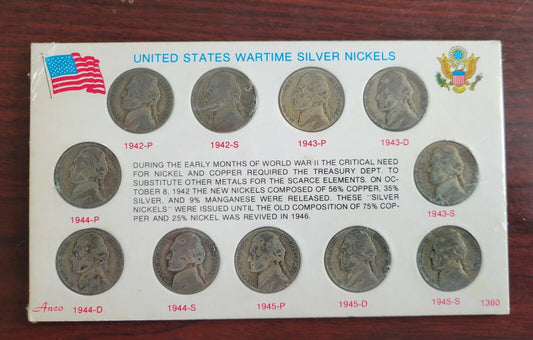 UNITED STATES WARTIME SILVER NICKELS
1942-P
1942-S
1943-P
1943-D
DURING THE EARLY MONTHS OF WORLD WAR II THE CRITICAL NEED
FOR NICKEL AND COPPER REQUIRED THE TREASURY DEPT. TO
SUBSTITUTE OTHER METALS FOR THE SCARCE ELEMENTS. ON OC-
TOBER 8, 1942 THE NEW NICKELS COMPOSED OF 56% COPPER, 35%
SILVER, AND 9% MANGANESE WERE RELEASED. THESE "SILVER
NICKELS" WERE ISSUED UNTIL THE OLD COMPOSITION OF 75% COP-
PER AND 25% NICKEL WAS REVIVED IN 1946.
1944-P
1943-S
Anco
1944-D
1944-S
1945-P
1945-D
1945-S
1360